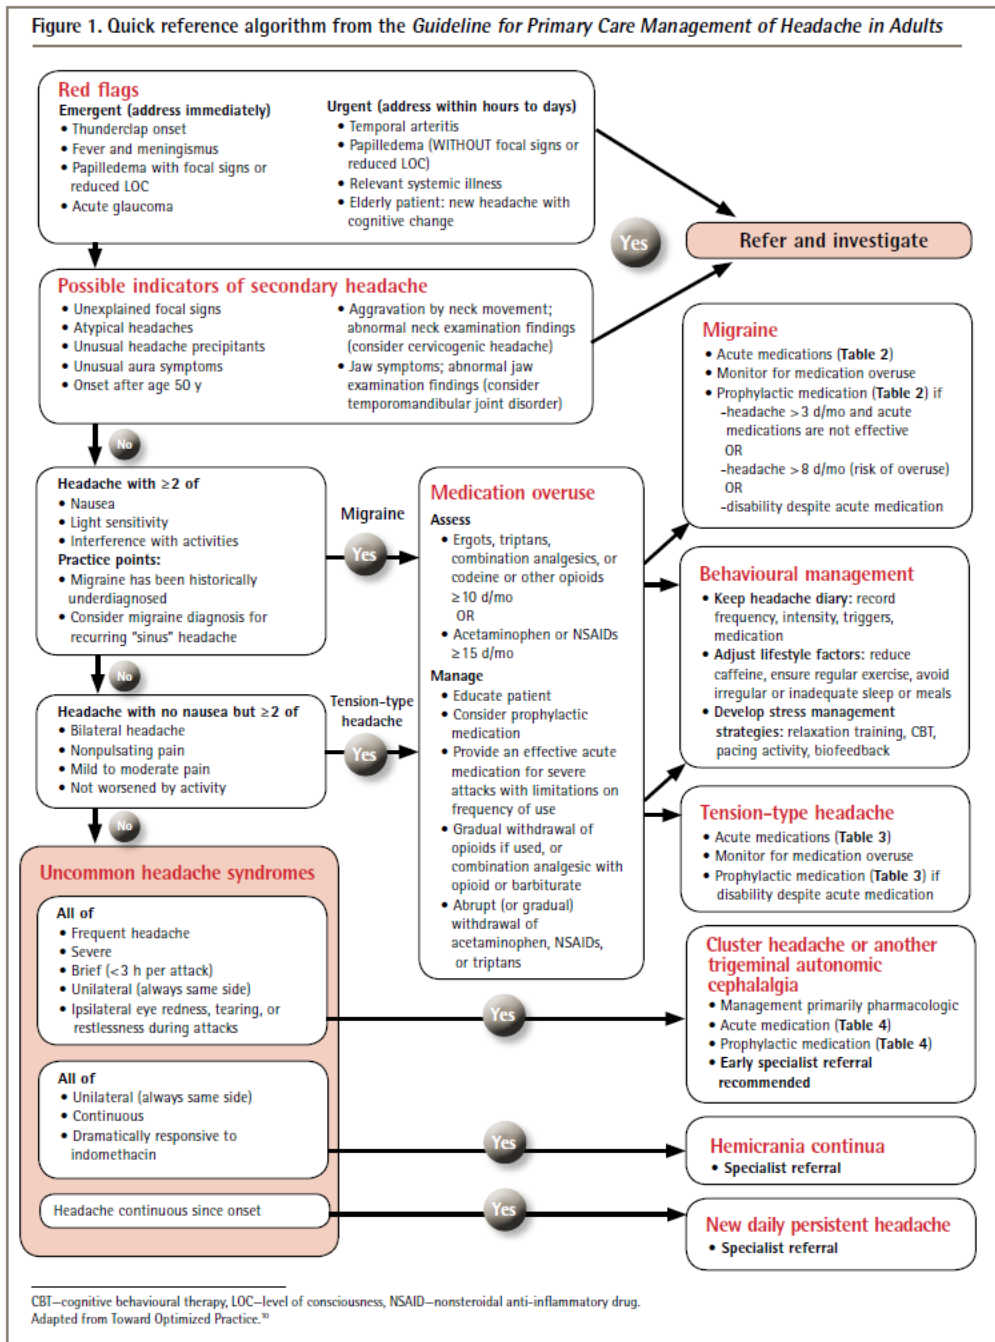 Figure 1. Quick reference algorithm from the Guideline for Primary Care Management of Headache in Adults
Red flags
Emergent (address immediately)
• Thunderclap onset
• Fever and meningismus
• Papilledema with focal signs or
reduced LOC
• Acute glaucoma
Urgent (address within hours to days)
• Temporal arteritis
• Papilledema (WITHOUT focal signs or
reduced LOC)
• Relevant systemic illness
• Elderly patient: new headache with
cognitive change
Yes
Refer and investigate
Possible indicators of secondary headache
• Unexplained focal signs
• Atypical headaches
• Unusual headache precipitants
• Unusual aura symptoms
• Onset after age 50 y
• Aggravation by neck movement;
abnormal neck examination findings
(consider cervicogenic headache)
• Jaw symptoms; abnormal jaw
examination findings (consider
temporomandibular joint disorder)
No
Headache with ≥2 of
• Nausea
• Light sensitivity
• Interference with activities
Practice points:
• Migraine has been historically
underdiagnosed
• Consider migraine diagnosis for
recurring "sinus" headache
Migraine
Yes
No
Headache with no nausea but ≥2 of
• Bilateral headache
• Nonpulsating pain
• Mild to moderate pain
• Not worsened by activity
Tension-type
headache
Yes
No
Medication overuse
Assess
• Ergots, triptans,
combination analgesics, or
codeine or other opioids
≥10 d/mo
OR
• Acetaminophen or NSAIDs
≥15 d/mo
Manage
• Educate patient
• Consider prophylactic
medication
• Provide an effective acute
medication for severe
attacks with limitations on
frequency of use
• Gradual withdrawal of
opioids if used, or
combination analgesic with
opioid or barbiturate
• Abrupt (or gradual)
withdrawal of
acetaminophen, NSAIDs,
or triptans
Migraine
• Acute medications (Table 2)
• Monitor for medication overuse
• Prophylactic medication (Table 2) if
-headache >3 d/mo and acute
medications are not effective
OR
-headache >8 d/mo (risk of overuse)
OR
-disability despite acute medication
Behavioural management
• Keep headache diary: record
frequency, intensity, triggers,
medication
• Adjust lifestyle factors: reduce
caffeine, ensure regular exercise, avoid
irregular or inadequate sleep or meals
• Develop stress management
strategies: relaxation training, CBT,
pacing activity, biofeedback
Tension-type headache
• Acute medications (Table 3)
• Monitor for medication overuse
• Prophylactic medication (Table 3) if
disability despite acute medication
Uncommon headache syndromes
All of
• Frequent headache
• Severe
• Brief (<3 h per attack)
• Unilateral (always same side)
• Ipsilateral eye redness, tearing, or
restlessness during attacks
Yes
Cluster headache or another
trigeminal autonomic
cephalalgia
• Management primarily pharmacologic
• Acute medication (Table 4)
• Prophylactic medication (Table 4)
• Early specialist referral
recommended
All of
• Unilateral (always same side)
• Continuous
• Dramatically responsive to
indomethacin
Yes
Hemicrania continua
• Specialist referral
Headache continuous since onset
Yes
New daily persistent headache
• Specialist referral
CBT—cognitive behavioural therapy, LOC—level of consciousness, NSAID—nonsteroidal anti-inflammatory drug.
Adapted from Toward Optimized Practice.¹⁰